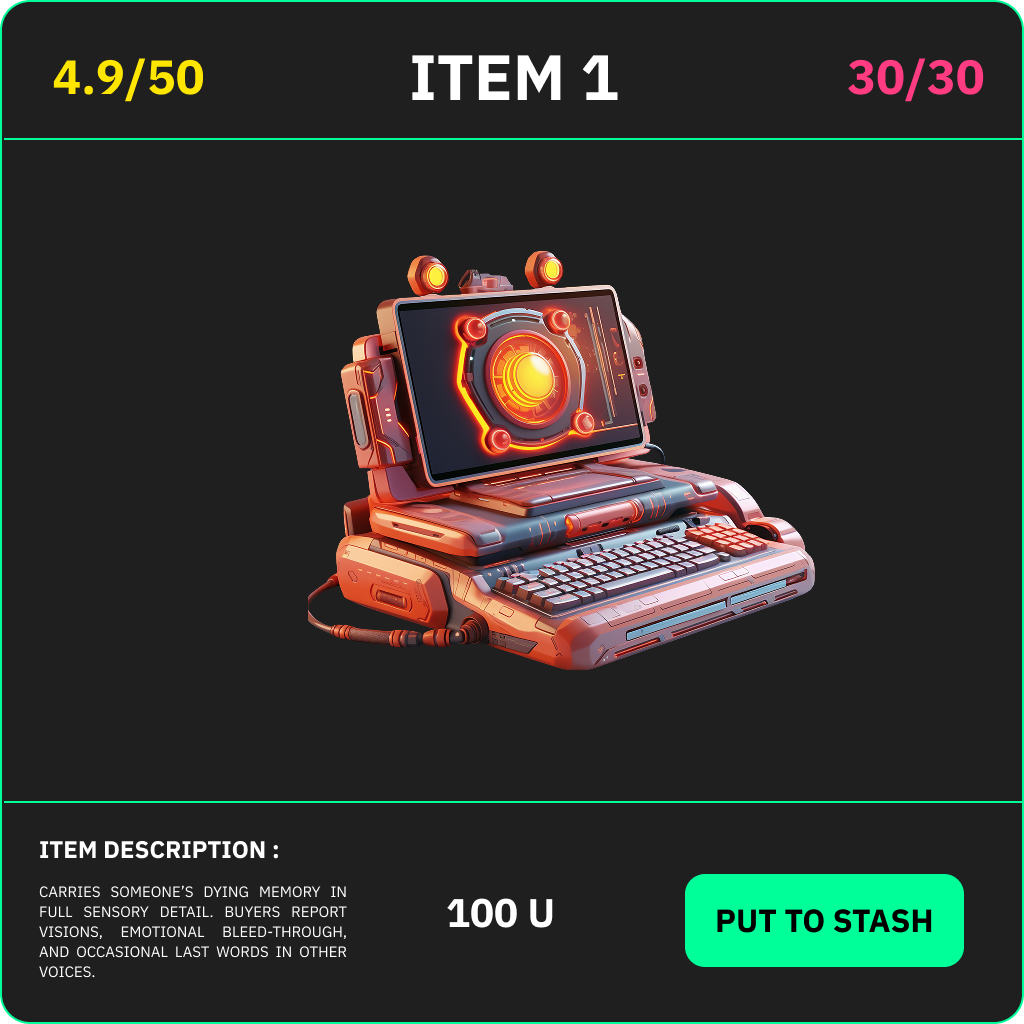 4.9/50
ITEM 1
30/30
ITEM DESCRIPTION :
CARRIES SOMEONE’S DYING MEMORY IN
FULL SENSORY DETAIL. BUYERS REPORT
VISIONS, EMOTIONAL BLEED-THROUGH,
AND OCCASIONAL LAST WORDS IN OTHER
VOICES.
100 U
PUT TO STASH